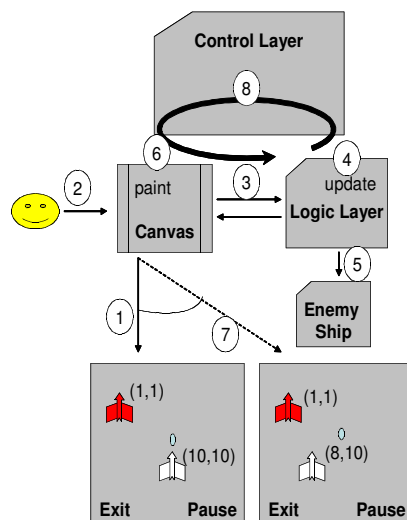 Control Layer
8
6
4
2
paint
3
update
Canvas
Logic Layer
5
Enemy
Ship
1
7
(1,1)
(10,10)
Exit Pause
(1,1)
(8,10)
Exit Pause